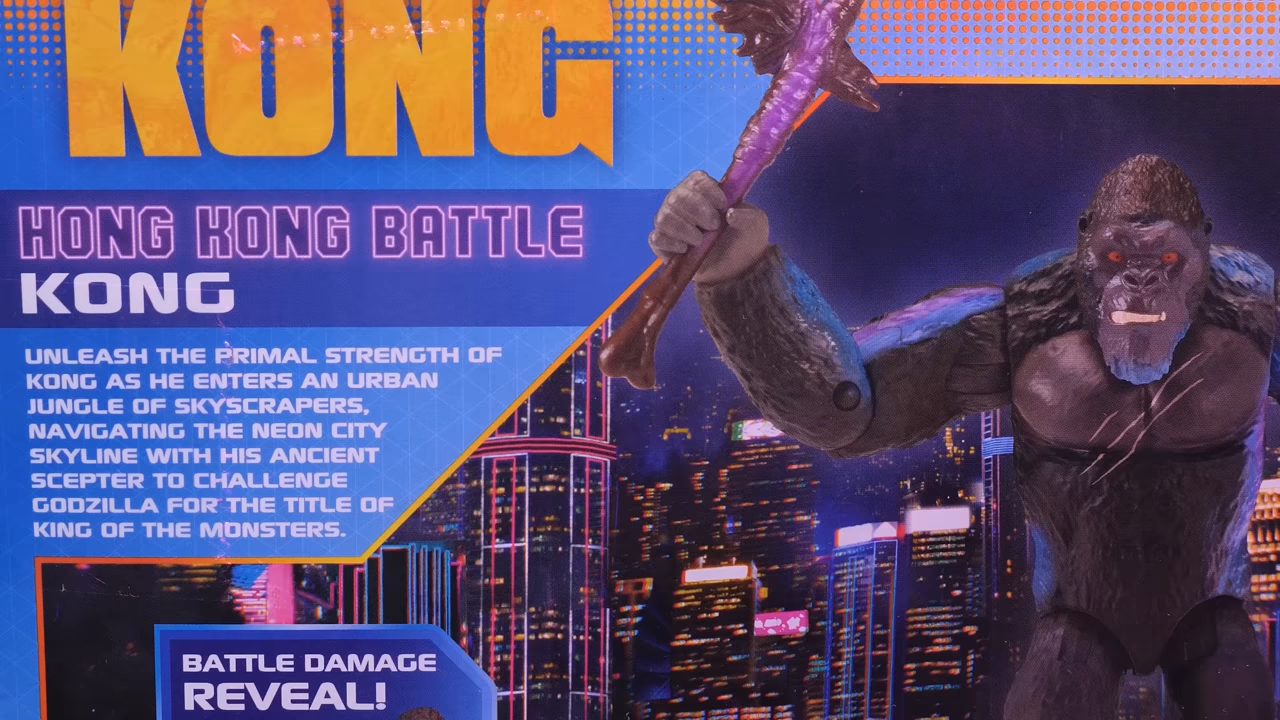 KONG
HONG KONG BATTLE
KONG
UNLEASH THE PRIMAL STRENGTH OF
KONG AS HE ENTERS AN URBAN
JUNGLE OF SKYSCRAPERS,
NAVIGATING THE NEON CITY
SKYLINE WITH HIS ANCIENT
SCEPTER TO CHALLENGE
GODZILLA FOR THE TITLE OF
KING OF THE MONSTERS.
BATTLE DAMAGE
REVEAL!